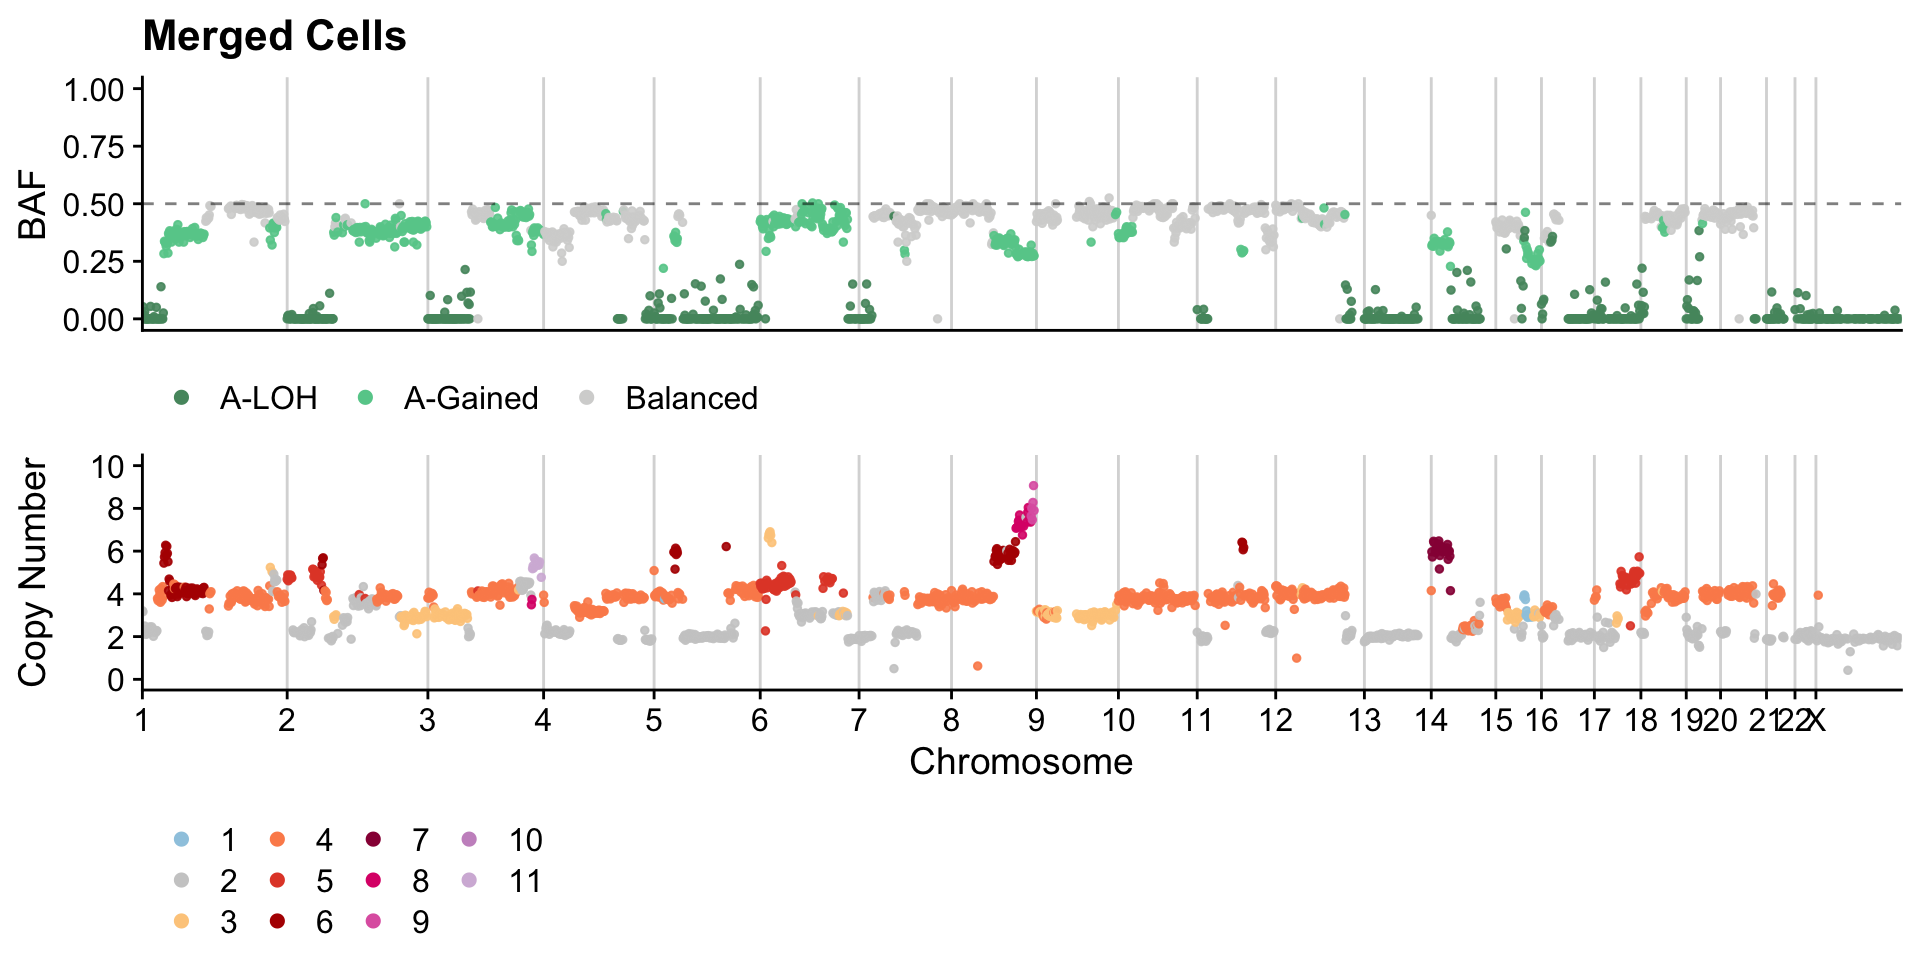 Merged Cells
1.00
0.75
0.50
0.25
0.00
BAF
A-LOH A-Gained Balanced
10
8
6
4
2
0
Copy Number
1 2 3 4 5 6 7 8 9 10 11 12 13 14 15 16 17 18 19 20 21 22 X
Chromosome
1 4 7 10
2 5 8 11
3 6 9